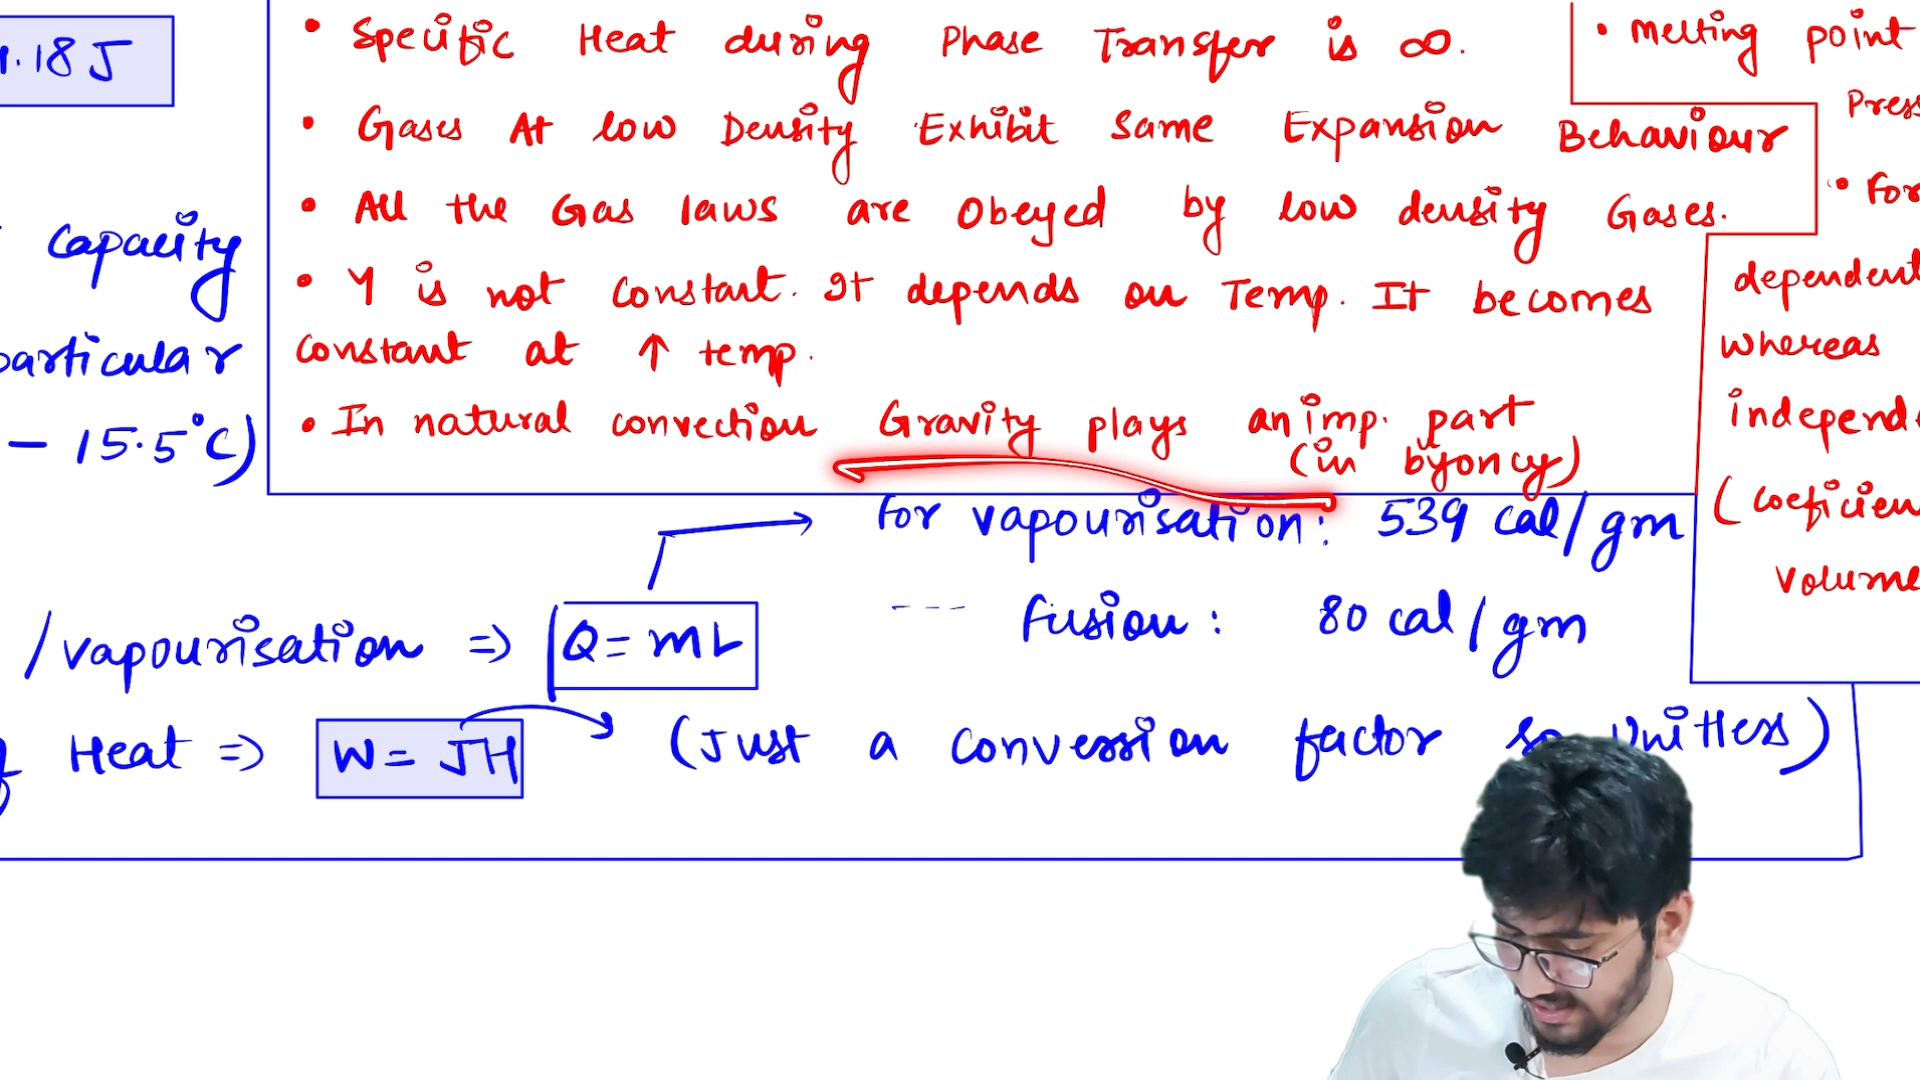 • Specific Heat during Phase Transfer is ∞.
• Gases At low Density Exhibit Same Expansion Behaviour
• All the Gas laws are Obeyed by low density Gases.
• γ is not constant. It depends on Temp. It becomes
constant at ↑ temp.
• In natural convection Gravity plays an imp. part
(in byoncy)
.18 J
capacity
particular
- 15.5°C)
• Melting point
Press
• For
dependent
whereas
independ
(coeficien
volume
for vapourisation: 539 cal/gm
--- fusion: 80 cal/gm
/vapourisation => Q = mL
Heat => W = JH (Just a conversion factor so unitless)